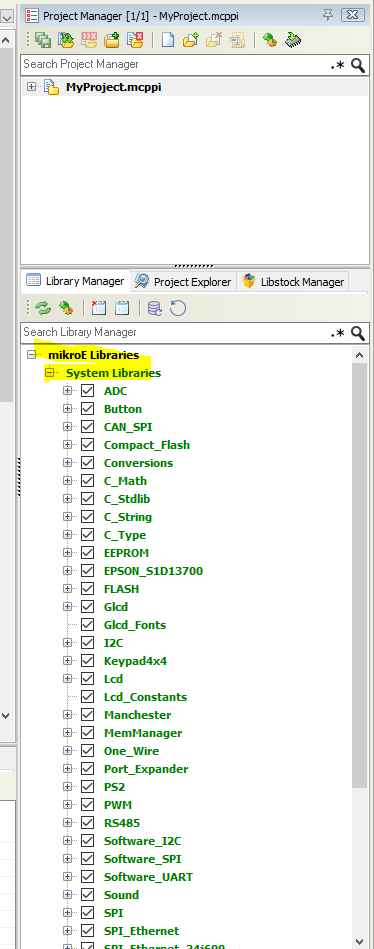 Project Manager [1/1] - MyProject.mcppi
Search Project Manager
.*
MyProject.mcppi
Library Manager
Project Explorer
Libstock Manager
Search Library Manager
.*
mikroE Libraries
System Libraries
ADC
Button
CAN_SPI
Compact_Flash
Conversions
C_Math
C_Stdlib
C_String
C_Type
EEPROM
EPSON_S1D13700
FLASH
Glcd
Glcd_Fonts
I2C
Keypad4x4
Lcd
Lcd_Constants
Manchester
MemManager
One_Wire
Port_Expander
PS2
PWM
RS485
Software_I2C
Software_SPI
Software_UART
Sound
SPI
SPI_Ethernet
SPI_Ethernet_24j600